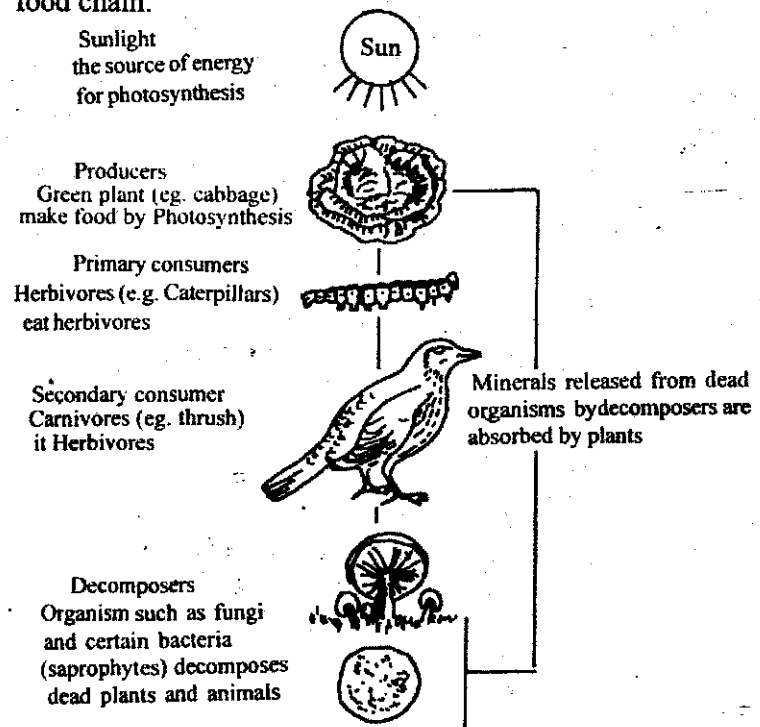 food chain.
Sunlight
the source of energy
for photosynthesis
Sun
Producers
Green plant (eg. cabbage)
make food by Photosynthesis
Primary consumers
Herbivores (e.g. Caterpillars)
eat herbivores
Secondary consumer
Carnivores (eg. thrush)
it Herbivores
Minerals released from dead
organisms bydecomposers are
absorbed by plants
Decomposers
Organism such as fungi
and certain bacteria
(saprophytes) decomposes
dead plants and animals